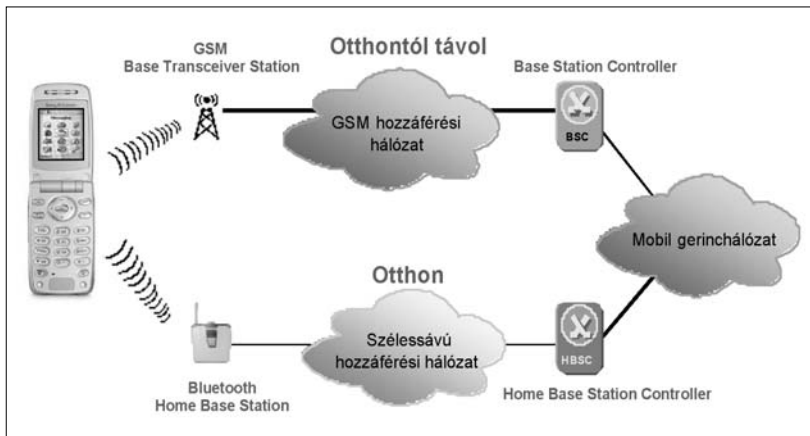 GSM
Base Transceiver Station
Otthontól távol
Base Station Controller
GSM hozzáférési
hálózat
BSC
Mobil gerinchálózat
Otthon
Szélessávú
hozzáférési hálózat
HBSC
Bluetooth
Home Base Station
Home Base Station Controller